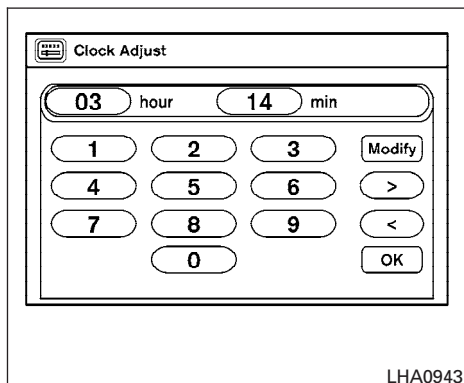 Clock Adjust
03 hour 14 min
1 2 3 Modify
4 5 6 >
7 8 9 <
0 OK
LHA0943